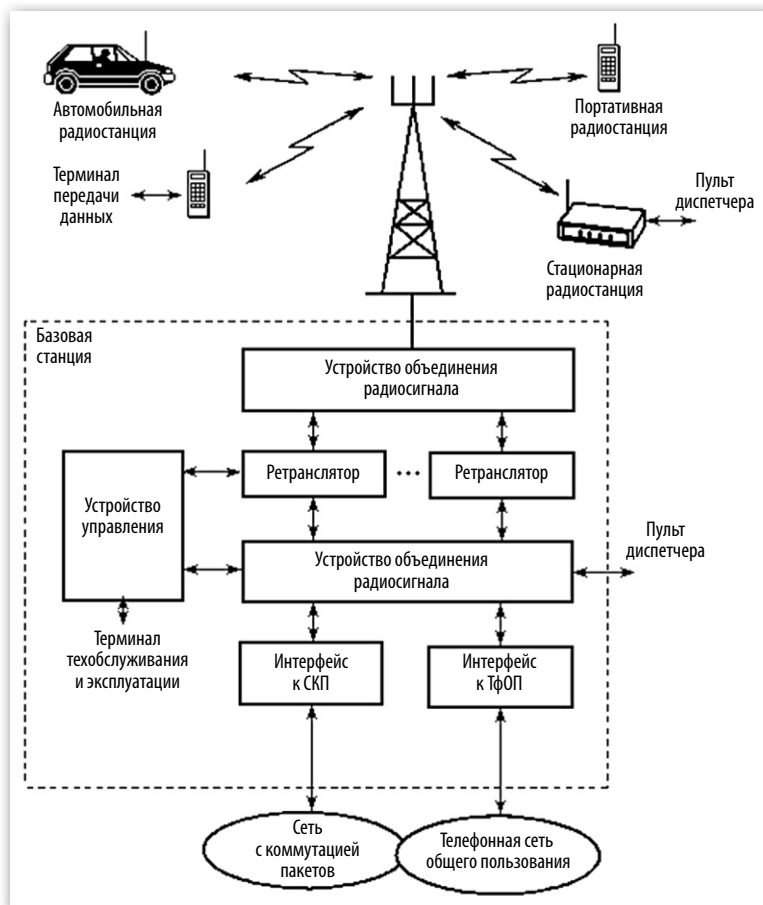 Автомобильная
радиостанция
Портативная
радиостанция
Терминал
передачи
данных
Пульт
диспетчера
Стационарная
радиостанция
Базовая
станция
Устройство объединения
радиосигнала
Ретранслятор
...
Ретранслятор
Устройство
управления
Устройство объединения
радиосигнала
Пульт
диспетчера
Терминал
техобслуживания
и эксплуатации
Интерфейс
к СКП
Интерфейс
к ТфОП
Сеть
с коммутацией
пакетов
Телефонная сеть
общего пользования